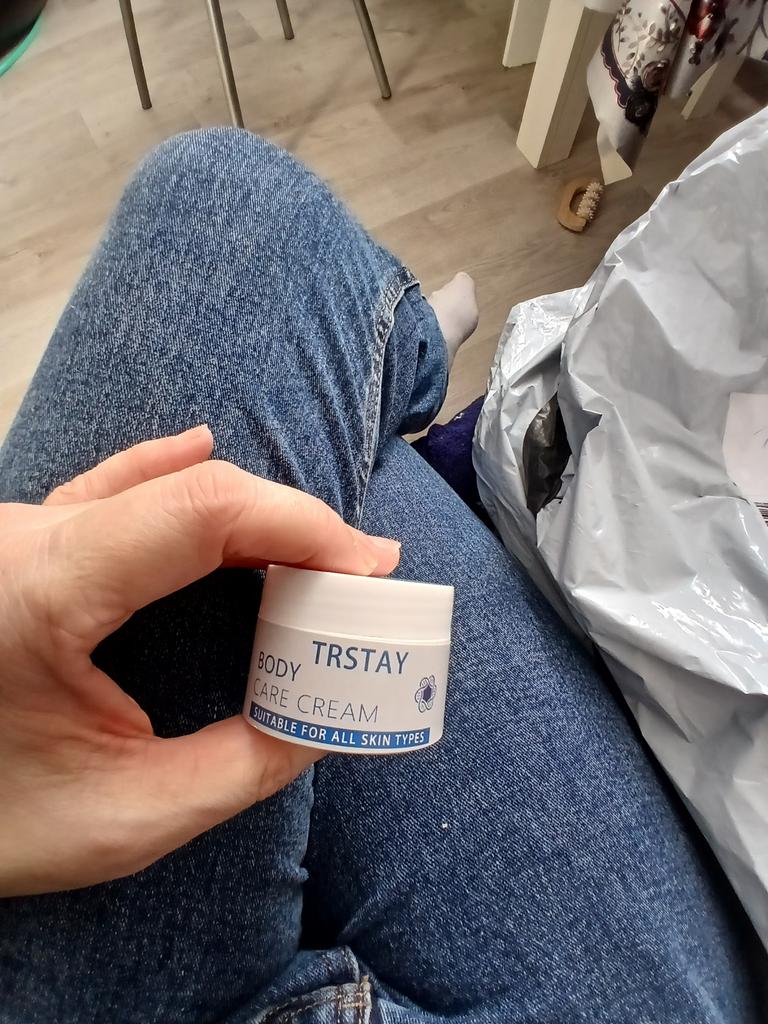 TRSTAY
BODY
CARE CREAM
SUITABLE FOR ALL SKIN TYPES